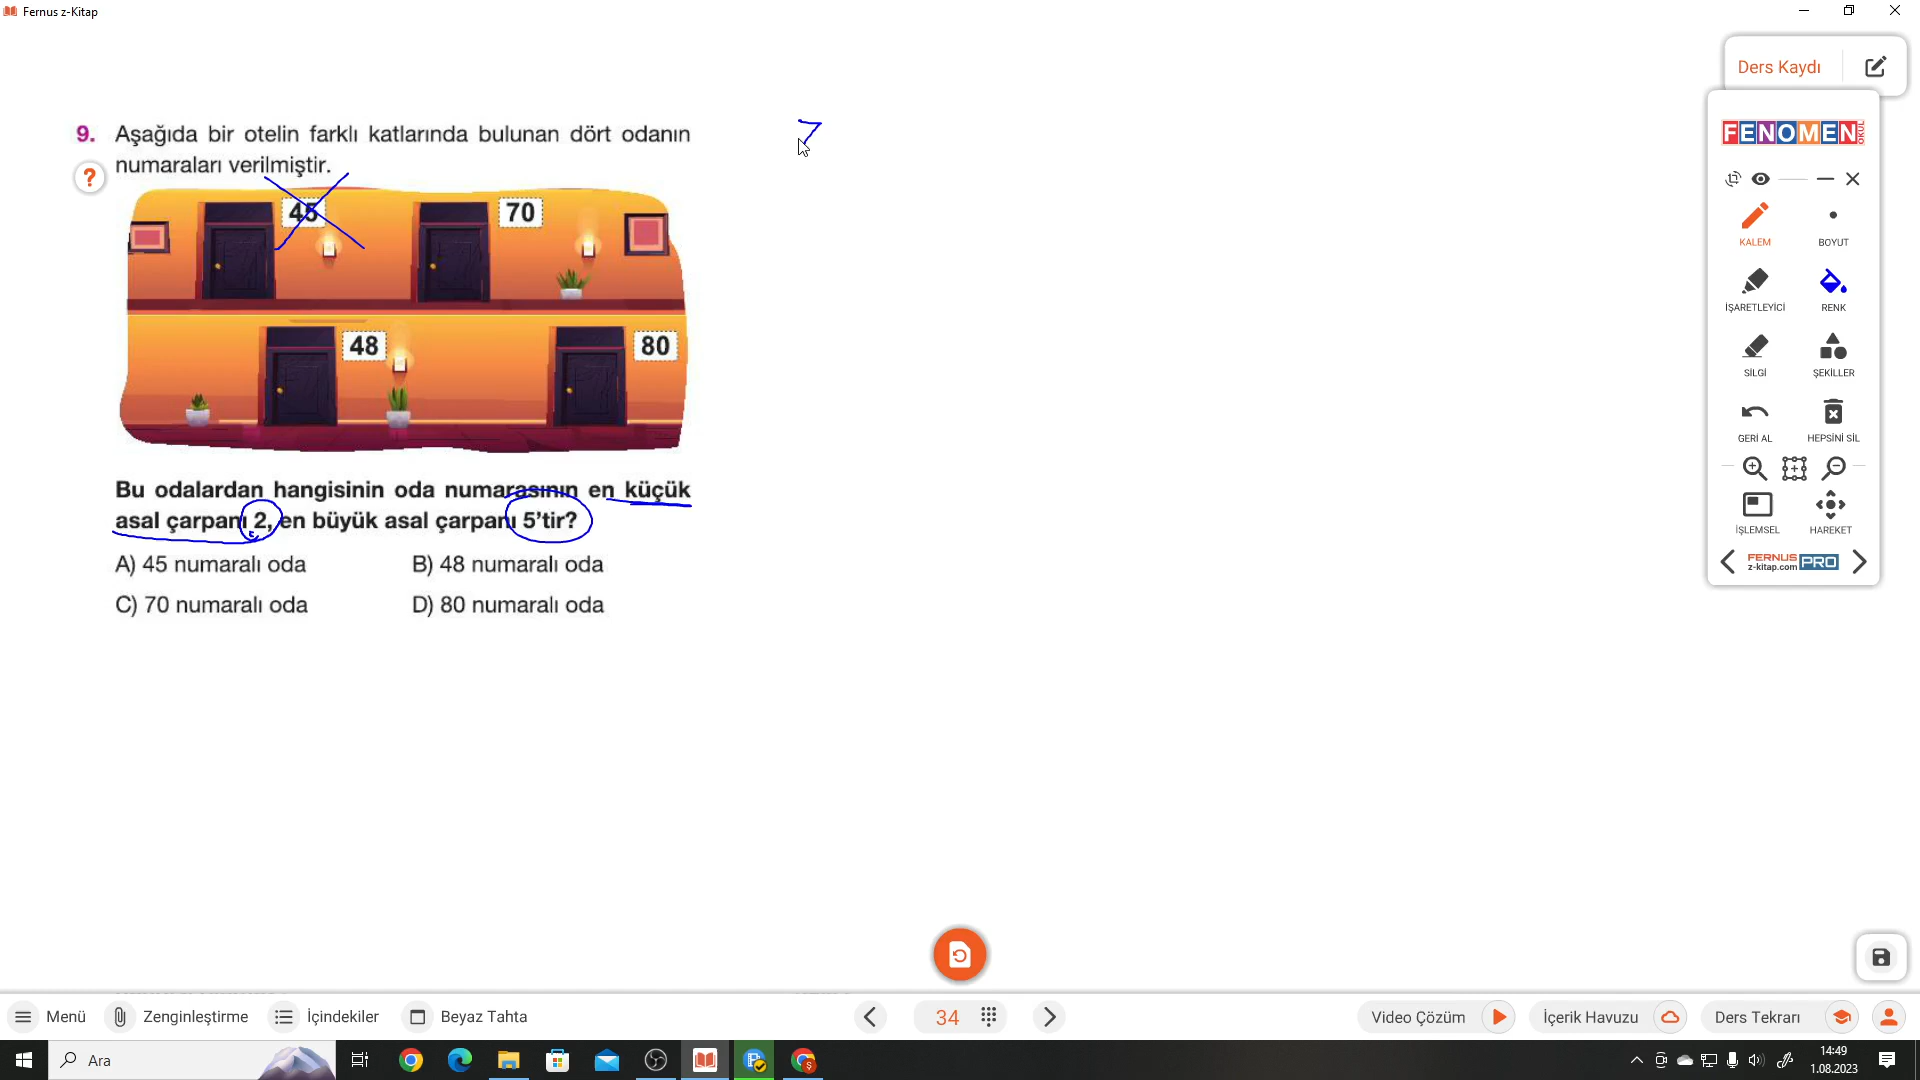 Fernus z-Kitap
Ders Kaydı
9. Aşağıda bir otelin farklı katlarında bulunan dört odanın
numaraları verilmiştir.
?
45
70
48
80
7
Bu odalardan hangisinin oda numarasının en küçük
asal çarpanı 2, en büyük asal çarpanı 5'tir?
A) 45 numaralı oda
B) 48 numaralı oda
C) 70 numaralı oda
D) 80 numaralı oda
FENOMEN OKUL
KALEM
BOYUT
İŞARETLEYİCİ
RENK
SİLGİ
ŞEKİLLER
GERİ AL
HEPSİNİ SİL
İŞLEMSEL
HAREKET
FERNUS
z-kitap.com PRO
Menü
Zenginleştirme
İçindekiler
Beyaz Tahta
34
Video Çözüm
İçerik Havuzu
Ders Tekrarı
Ara
14:49
1.08.2023